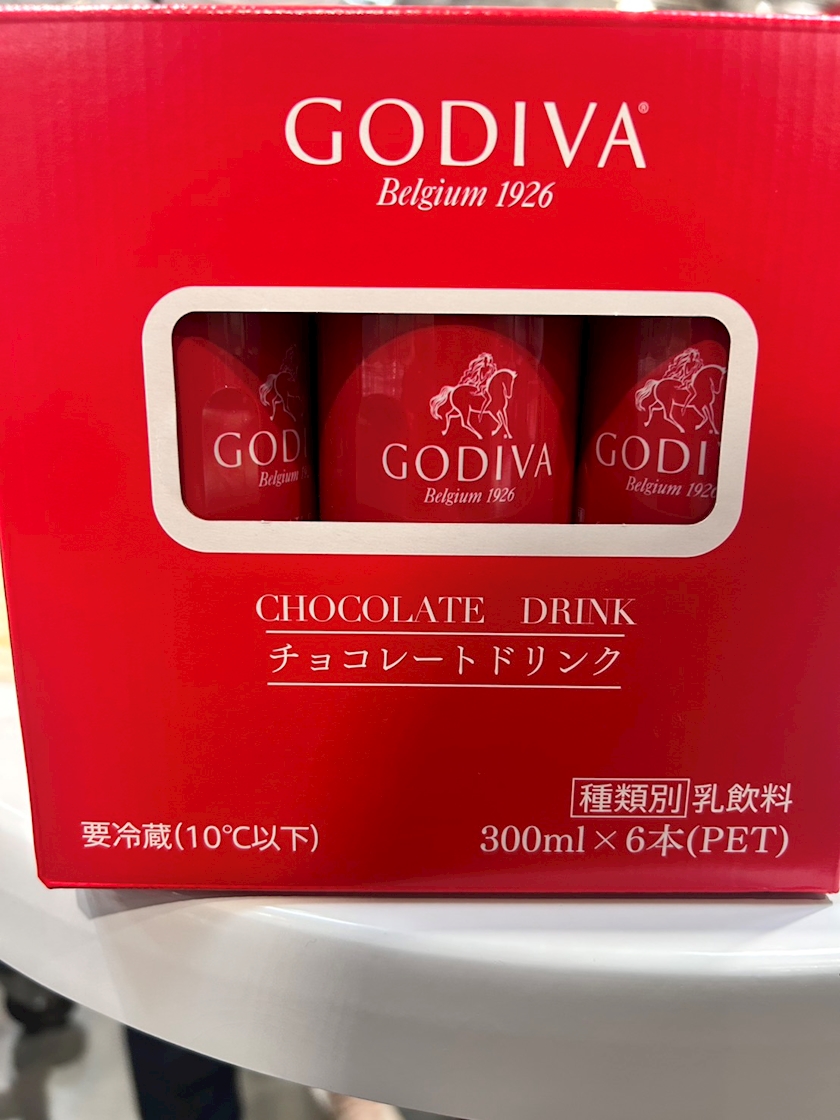 GODIVA®
Belgium 1926
GODI
Belgium
GODIVA
Belgium 1926
GODI
Belgium 192
CHOCOLATE DRINK
チョコレートドリンク
種類別 乳飲料
要冷蔵(10℃以下)
300ml×6本(PET)